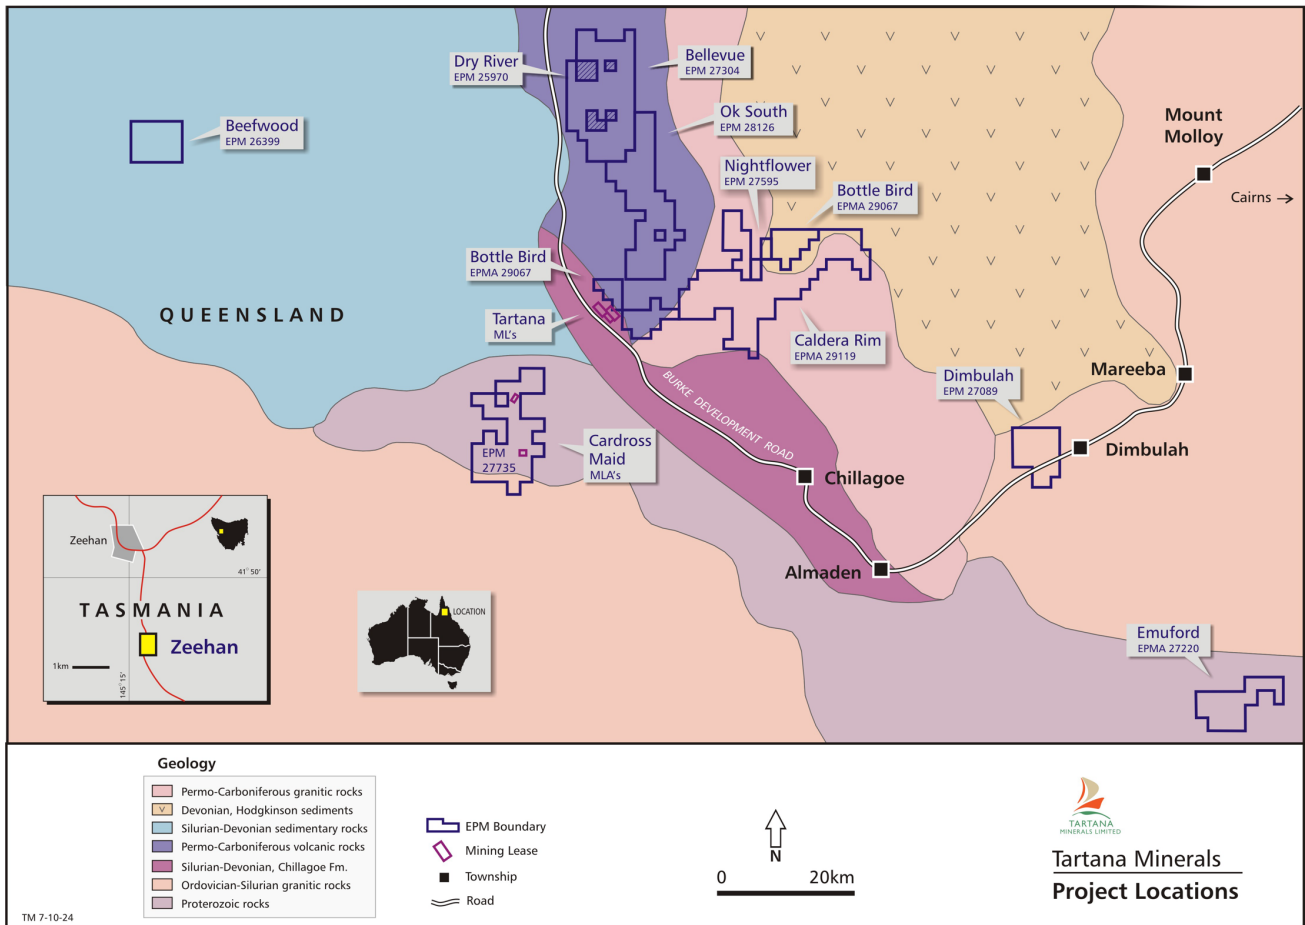 Dry River
EPM 25970
Bellevue
EPM 27304
Beefwood
EPM 26399
Ok South
EPM 28126
Mount
Molloy
Nightflower
EPM 27595
Bottle Bird
EPMA 29067
Cairns →
Bottle Bird
EPMA 29067
QUEENSLAND
Tartana
ML's
Caldera Rim
EPMA 29119
Mareeba
Dimbulah
EPM 27089
BURKE DEVELOPMENT ROAD
Cardross
Maid
MLA's
EPM
27735
Dimbulah
Chillagoe
Almaden
Zeehan
41° 50'
TASMANIA
Zeehan
1km
145° 15'
LOCATION
Emuford
EPMA 27220
Geology
Permo-Carboniferous granitic rocks
V Devonian, Hodgkinson sediments
Silurian-Devonian sedimentary rocks
Permo-Carboniferous volcanic rocks
Silurian-Devonian, Chillagoe Fm.
Ordovician-Silurian granitic rocks
Proterozoic rocks
EPM Boundary
Mining Lease
Township
Road
N
0 20km
TARTANA
MINERALS LIMITED
Tartana Minerals
Project Locations
TM 7-10-24